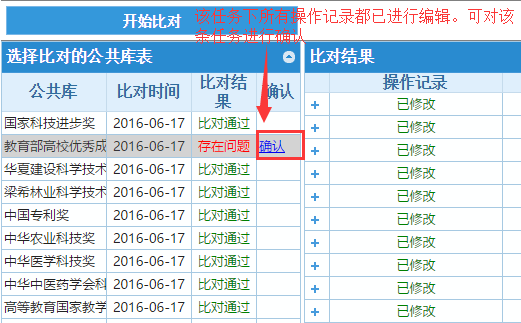 开始比对
该任务下所有操作记录都已进行编辑。可对该
条任务进行确认
选择比对的公共库表
比对结果
公共库 比对时间 比对结果 确认
操作记录
国家科技进步奖 2016-06-17 比对通过
教育部高校优秀成 2016-06-17 存在问题 确认
华夏建设科学技术 2016-06-17 比对通过
梁希林业科学技术 2016-06-17 比对通过
中国专利奖 2016-06-17 比对通过
中华农业科技奖 2016-06-17 比对通过
中华医学科技奖 2016-06-17 比对通过
中华中医药学会科 2016-06-17 比对通过
高等教育国家教学 2016-06-17 比对通过
+ 已修改
+ 已修改
+ 已修改
+ 已修改
+ 已修改
+ 已修改
+ 已修改
+ 已修改
+ 已修改
+ 已修改